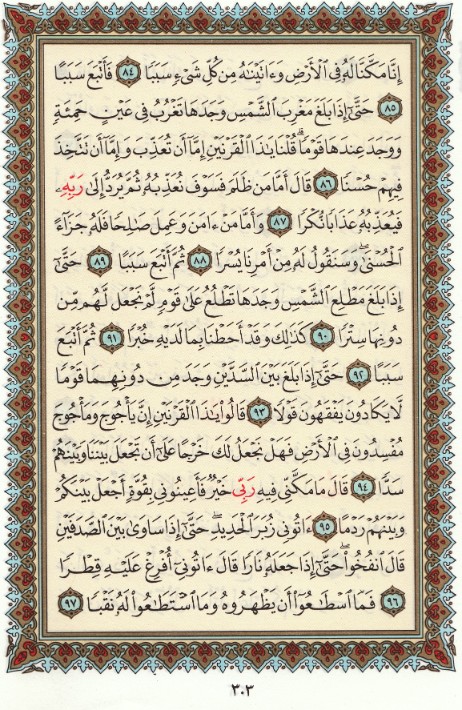 إِنَّا مَكَّنَّا لَهُۥ فِى ٱلْأَرْضِ وَءَاتَيْنَٰهُ مِن كُلِّ شَىْءٍ سَبَبًا ٨٤ فَأَتْبَعَ سَبَبًا
٨٥ حَتَّىٰٓ إِذَا بَلَغَ مَغْرِبَ ٱلشَّمْسِ وَجَدَهَا تَغْرُبُ فِى عَيْنٍ حَمِئَةٍ
وَوَجَدَ عِندَهَا قَوْمًا ۗ قُلْنَا يَٰذَا ٱلْقَرْنَيْنِ إِمَّآ أَن تُعَذِّبَ وَإِمَّآ أَن تَتَّخِذَ
فِيهِمْ حُسْنًا ٨٦ قَالَ أَمَّا مَن ظَلَمَ فَسَوْفَ نُعَذِّبُهُۥ ثُمَّ يُرَدُّ إِلَىٰ رَبِّهِۦ
فَيُعَذِّبُهُۥ عَذَابًا نُّكْرًا ٨٧ وَأَمَّا مَنْ ءَامَنَ وَعَمِلَ صَٰلِحًا فَلَهُۥ جَزَآءً
ٱلْحُسْنَىٰ ۖ وَسَنَقُولُ لَهُۥ مِنْ أَمْرِنَا يُسْرًا ٨٨ ثُمَّ أَتْبَعَ سَبَبًا ٨٩ حَتَّىٰٓ
إِذَا بَلَغَ مَطْلِعَ ٱلشَّمْسِ وَجَدَهَا تَطْلُعُ عَلَىٰ قَوْمٍ لَّمْ نَجْعَل لَّهُم مِّن
دُونِهَا سِتْرًا ٩٠ كَذَٰلِكَ وَقَدْ أَحَطْنَا بِمَا لَدَيْهِ خُبْرًا ٩١ ثُمَّ أَتْبَعَ
سَبَبًا ٩٢ حَتَّىٰٓ إِذَا بَلَغَ بَيْنَ ٱلسَّدَّيْنِ وَجَدَ مِن دُونِهِمَا قَوْمًا
لَّا يَكَادُونَ يَفْقَهُونَ قَوْلًا ٩٣ قَالُوا۟ يَٰذَا ٱلْقَرْنَيْنِ إِنَّ يَأْجُوجَ وَمَأْجُوجَ
مُفْسِدُونَ فِى ٱلْأَرْضِ فَهَلْ نَجْعَلُ لَكَ خَرْجًا عَلَىٰٓ أَن تَجْعَلَ بَيْنَنَا وَبَيْنَهُمْ
سَدًّا ٩٤ قَالَ مَا مَكَّنِّى فِيهِ رَبِّى خَيْرٌ فَأَعِينُونِى بِقُوَّةٍ أَجْعَلْ بَيْنَكُمْ
وَبَيْنَهُمْ رَدْمًا ٩٥ ءَاتُونِى زُبَرَ ٱلْحَدِيدِ ۖ حَتَّىٰٓ إِذَا سَاوَىٰ بَيْنَ ٱلصَّدَفَيْنِ
قَالَ ٱنفُخُوا۟ ۖ حَتَّىٰٓ إِذَا جَعَلَهُۥ نَارًا قَالَ ءَاتُونِىٓ أُفْرِغْ عَلَيْهِ قِطْرًا
٩٦ فَمَا ٱسْطَٰعُوٓا۟ أَن يَظْهَرُوهُ وَمَا ٱسْتَطَٰعُوا۟ لَهُۥ نَقْبًا ٩٧
٣٠٣